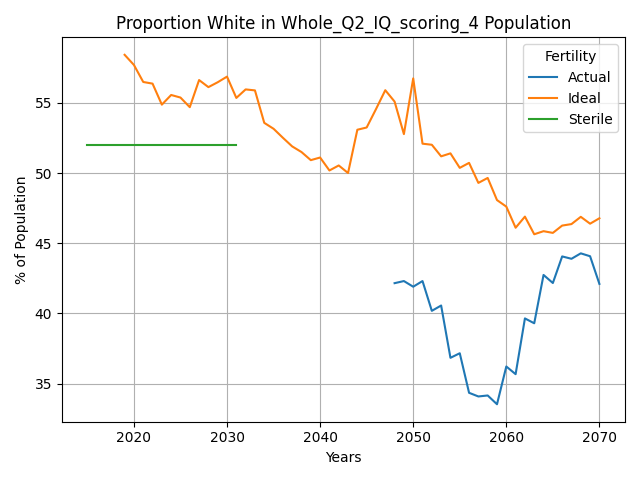 Proportion White in Whole_Q2_IQ_scoring_4 Population
Fertility
Actual
Ideal
Sterile
% of Population
55
50
45
40
35
2020 2030 2040 2050 2060 2070
Years